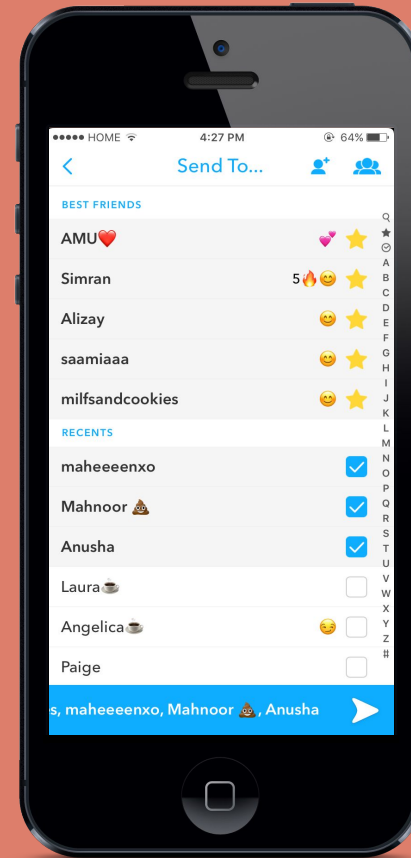 HOME 4:27 PM 64%
Send To...
BEST FRIENDS
AMU❤️ 💕
Simran 5🔥😊
Alizay 😊
saamiaaa 😊
milfsandcookies 😊
RECENTS
maheeeenxo
Mahnoor 💩
Anusha
Laura☕
Angelica☕ 😏
Paige
s, maheeeenxo, Mahnoor 💩, Anusha
A
B
C
D
E
F
G
H
I
J
K
L
M
N
O
P
Q
R
S
T
U
V
W
X
Y
Z
#